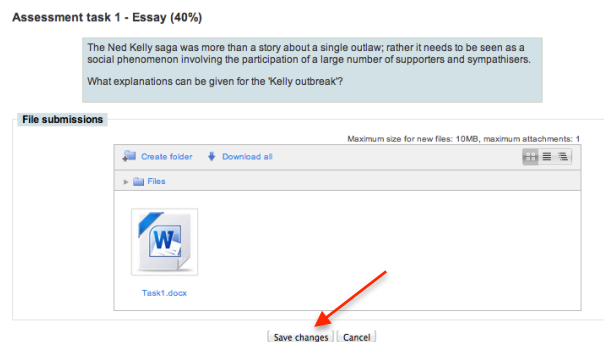 Assessment task 1 - Essay (40%)
The Ned Kelly saga was more than a story about a single outlaw; rather it needs to be seen as a
social phenomenon involving the participation of a large number of supporters and sympathisers.
What explanations can be given for the 'Kelly outbreak'?
File submissions
Maximum size for new files: 10MB, maximum attachments: 1
Create folder Download all
Files
W
Task1.docx
Save changes Cancel